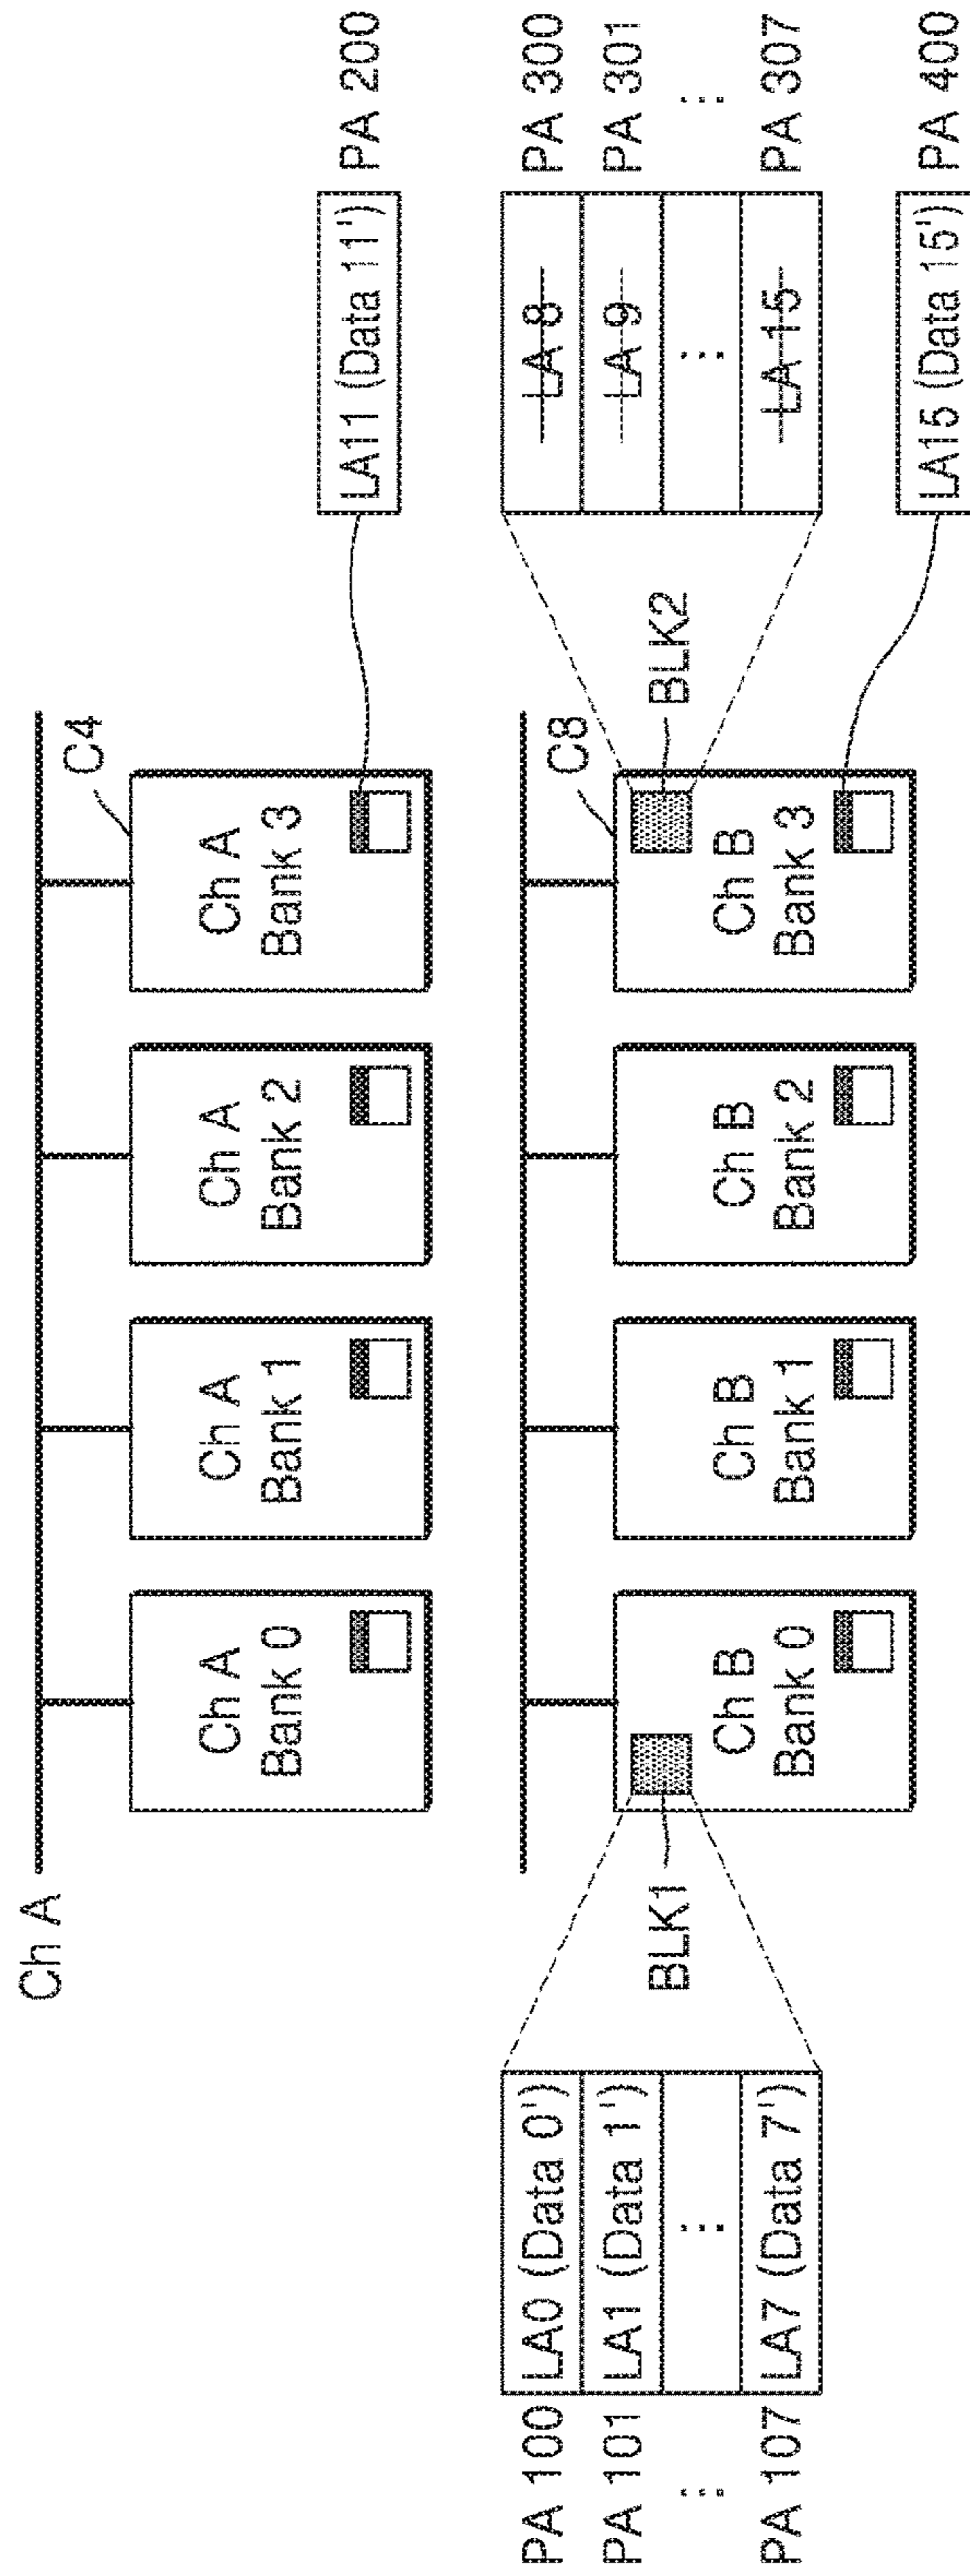 Ch A
C4
Ch A
Bank 0
Ch A
Bank 1
Ch A
Bank 2
Ch A
Bank 3
LA11 (Data 11') PA 200
C8
Ch B
Bank 0
Ch B
Bank 1
Ch B
Bank 2
Ch B
Bank 3
BLK1
BLK2
PA 100 LA0 (Data 0')
PA 101 LA1 (Data 1')
⋮ ⋮
PA 107 LA7 (Data 7')
LA 8 PA 300
LA 9 PA 301
⋮ ⋮
LA 15 PA 307
LA15 (Data 15') PA 400